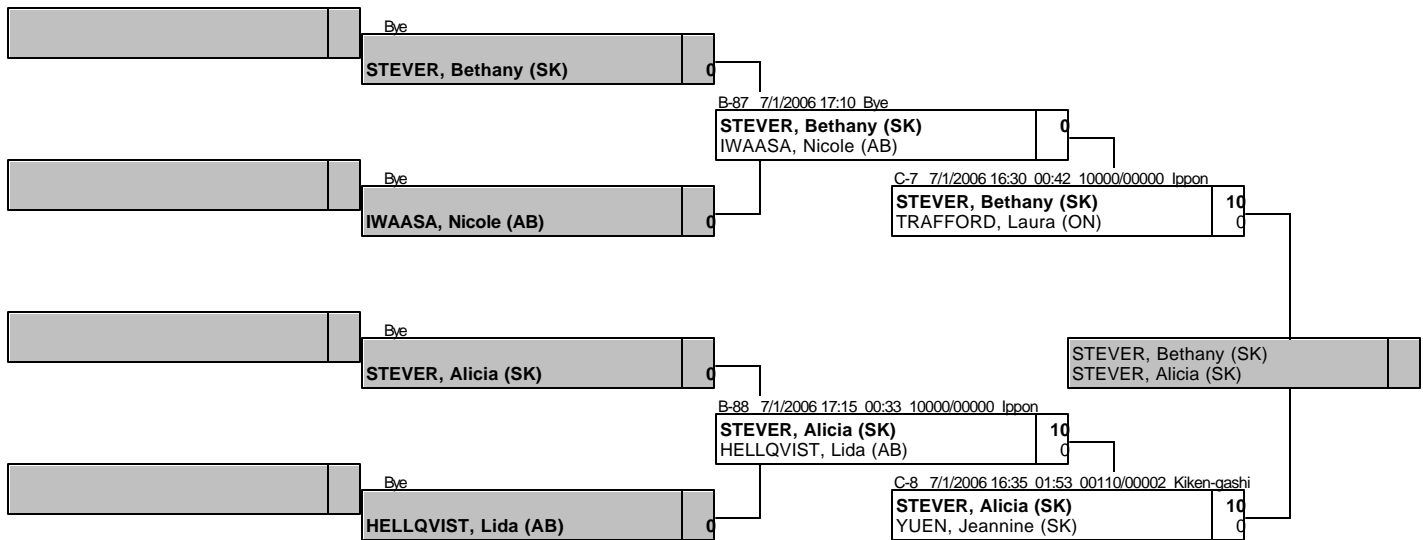 Bye
STEVER, Bethany (SK) 0
B-87 7/1/2006 17:10 Bye
STEVER, Bethany (SK) 0
IWAASA, Nicole (AB)
Bye
IWAASA, Nicole (AB) 0
C-7 7/1/2006 16:30 00:42 10000/00000 Ippon
STEVER, Bethany (SK) 10
TRAFFORD, Laura (ON) 0
Bye
STEVER, Alicia (SK) 0
STEVER, Bethany (SK)
STEVER, Alicia (SK)
B-88 7/1/2006 17:15 00:33 10000/00000 Ippon
STEVER, Alicia (SK) 10
HELLQVIST, Lida (AB) 0
Bye
HELLQVIST, Lida (AB) 0
C-8 7/1/2006 16:35 01:53 00110/00002 Kiken-gashi
STEVER, Alicia (SK) 10
YUEN, Jeannine (SK) 0